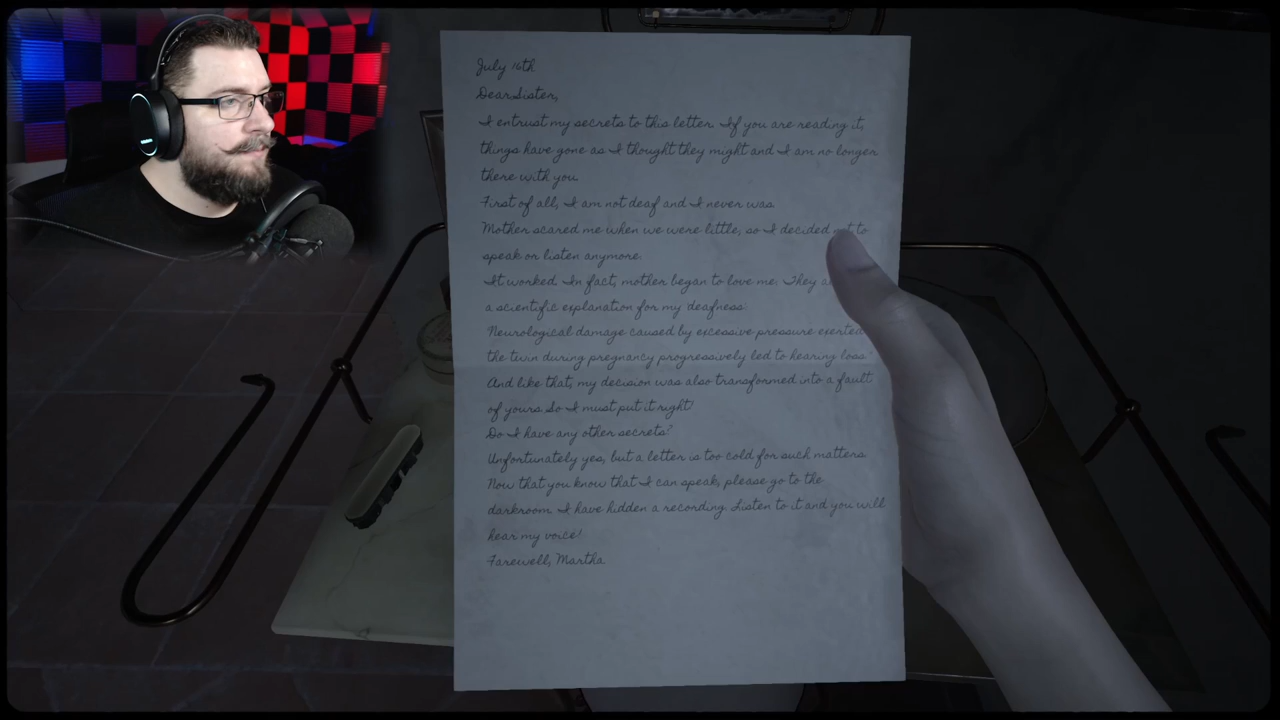 July 16th
Dear Sister,
I entrust my secrets to this letter. If you are reading it,
things have gone as I thought they might and I am no longer
there with you.
First of all, I am not deaf and I never was.
Mother scared me when we were little, so I decided not to
speak or listen anymore.
It worked. In fact, mother began to love me. They
a scientific explanation for my "deafness:
"Neurological damage caused by excessive pressure exerted
the twin during pregnancy progressively led to hearing loss"
And like that, my decision was also transformed into a fault
of yours. So I must put it right!
Do I have any other secrets?
Unfortunately yes, but a letter is too cold for such matters.
Now that you know that I can speak, please go to the
darkroom. I have hidden a recording. Listen to it and you will
hear my voice!
Farewell, Martha.